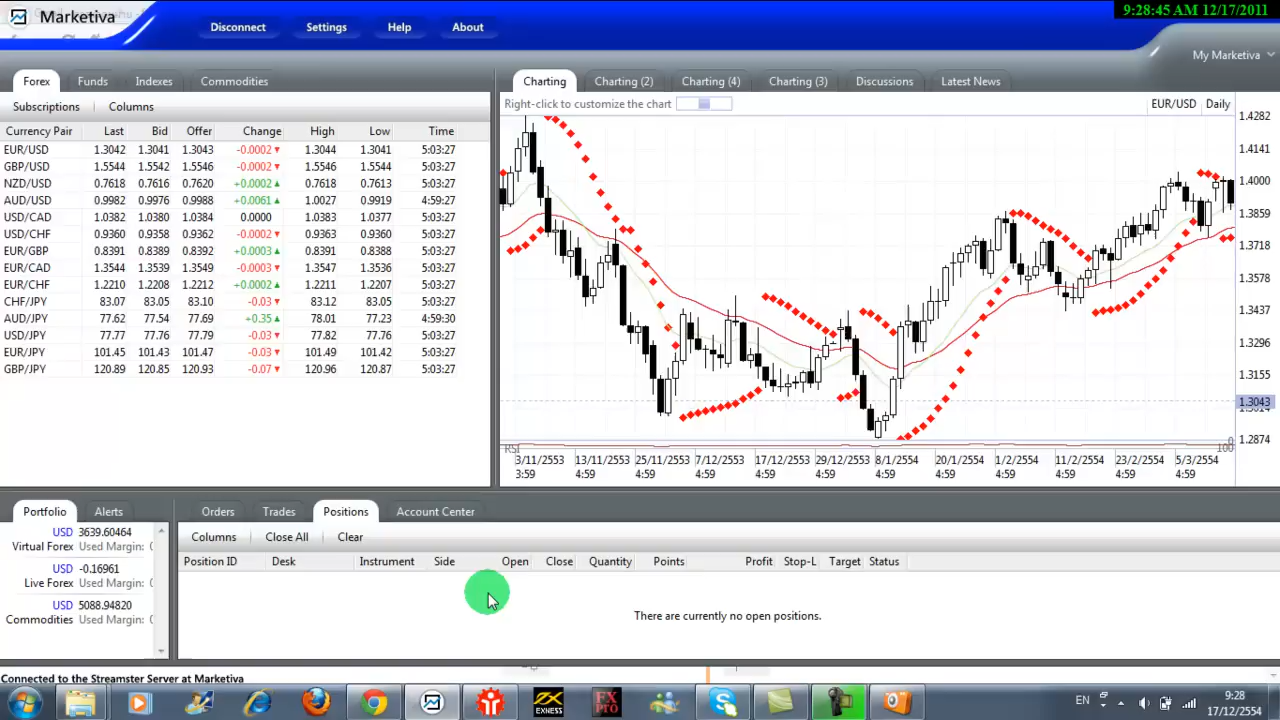 9:28:45 AM 12/17/2011
Marketiva
Disconnect Settings Help About
My Marketiva
Forex Funds Indexes Commodities
Charting Charting (2) Charting (4) Charting (3) Discussions Latest News
Subscriptions Columns
Right-click to customize the chart EUR/USD Daily
Currency Pair Last Bid Offer Change High Low Time
EUR/USD 1.3042 1.3041 1.3043 -0.0002 1.3044 1.3041 5:03:27
GBP/USD 1.5544 1.5542 1.5546 -0.0002 1.5546 1.5544 5:03:27
NZD/USD 0.7618 0.7616 0.7620 +0.0002 0.7618 0.7613 5:03:27
AUD/USD 0.9982 0.9976 0.9988 +0.0061 1.0027 0.9919 4:59:27
USD/CAD 1.0382 1.0380 1.0384 0.0000 1.0383 1.0377 5:03:27
USD/CHF 0.9360 0.9358 0.9362 -0.0002 0.9363 0.9360 5:03:27
EUR/GBP 0.8391 0.8389 0.8392 +0.0003 0.8391 0.8388 5:03:27
EUR/CAD 1.3544 1.3539 1.3549 -0.0003 1.3547 1.3536 5:03:27
EUR/CHF 1.2210 1.2208 1.2212 +0.0002 1.2211 1.2207 5:03:27
CHF/JPY 83.07 83.05 83.10 -0.03 83.12 83.05 5:03:27
AUD/JPY 77.62 77.54 77.69 +0.35 78.01 77.23 4:59:30
USD/JPY 77.77 77.76 77.79 -0.03 77.82 77.76 5:03:27
EUR/JPY 101.45 101.43 101.47 -0.03 101.49 101.42 5:03:27
GBP/JPY 120.89 120.85 120.93 -0.07 120.96 120.87 5:03:27
1.4282
1.4141
1.4000
1.3859
1.3718
1.3578
1.3437
1.3296
1.3155
1.3043
1.2874
RSI 100
3/11/2553 13/11/2553 25/11/2553 7/12/2553 17/12/2553 29/12/2553 8/1/2554 20/1/2554 1/2/2554 11/2/2554 23/2/2554 5/3/2554
3:59 4:59 4:59 4:59 4:59 4:59 4:59 4:59 4:59 4:59 4:59 4:59
Portfolio Alerts
Orders Trades Positions Account Center
USD 3639.60464
Virtual Forex Used Margin:
USD -0.16961
Live Forex Used Margin:
USD 5088.94820
Commodities Used Margin:
Columns Close All Clear
Position ID Desk Instrument Side Open Close Quantity Points Profit Stop-L Target Status
There are currently no open positions.
Connected to the Streamster Server at Marketiva
EXNESS
FX
PRO
EN
9:28
17/12/2554